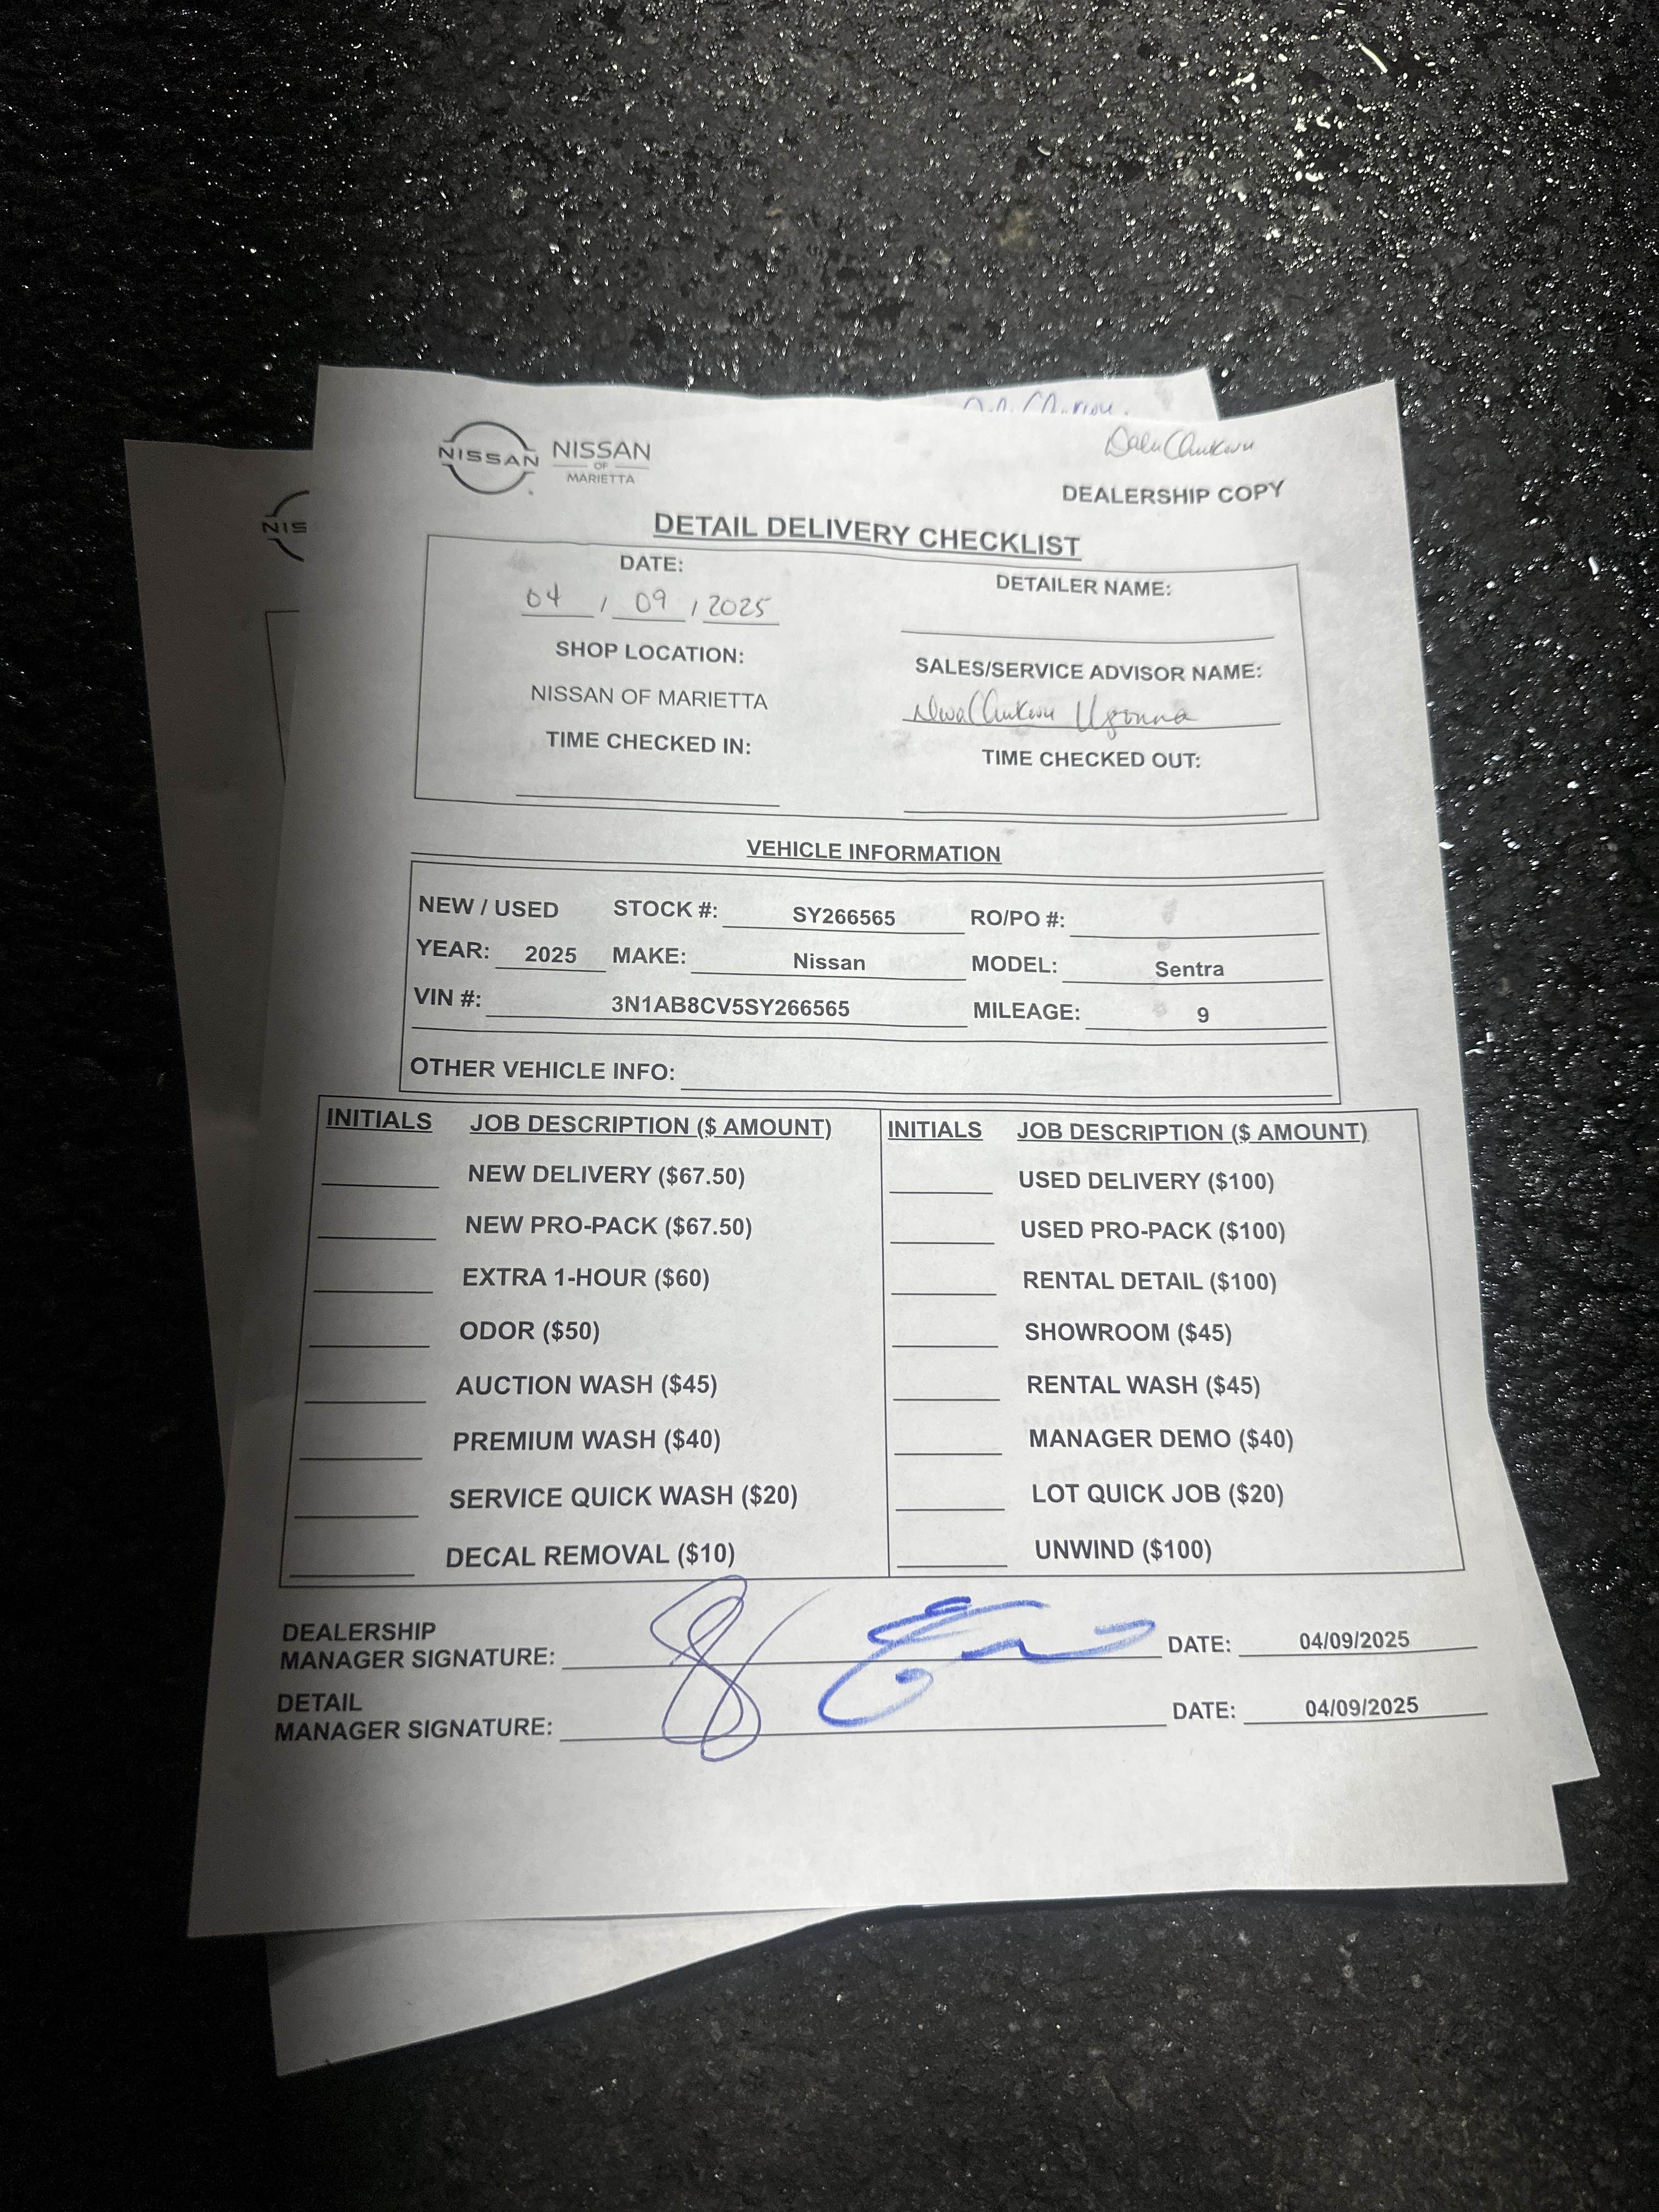 NISSAN NISSAN
OF
MARIETTA
DEALERSHIP COPY
DETAIL DELIVERY CHECKLIST
DATE:
04 / 09 / 2025
DETAILER NAME:
SHOP LOCATION:
NISSAN OF MARIETTA
SALES/SERVICE ADVISOR NAME:
NwaChukwu Ugonna
TIME CHECKED IN:
TIME CHECKED OUT:
VEHICLE INFORMATION
NEW / USED STOCK #: SY266565 RO/PO #:
YEAR: 2025 MAKE: Nissan MODEL: Sentra
VIN #: 3N1AB8CV5SY266565 MILEAGE: 9
OTHER VEHICLE INFO:
INITIALS JOB DESCRIPTION ($ AMOUNT) INITIALS JOB DESCRIPTION ($ AMOUNT)
NEW DELIVERY ($67.50) USED DELIVERY ($100)
NEW PRO-PACK ($67.50) USED PRO-PACK ($100)
EXTRA 1-HOUR ($60) RENTAL DETAIL ($100)
ODOR ($50) SHOWROOM ($45)
AUCTION WASH ($45) RENTAL WASH ($45)
PREMIUM WASH ($40) MANAGER DEMO ($40)
SERVICE QUICK WASH ($20) LOT QUICK JOB ($20)
DECAL REMOVAL ($10) UNWIND ($100)
DEALERSHIP
MANAGER SIGNATURE: DATE: 04/09/2025
DETAIL
MANAGER SIGNATURE: DATE: 04/09/2025
NIS